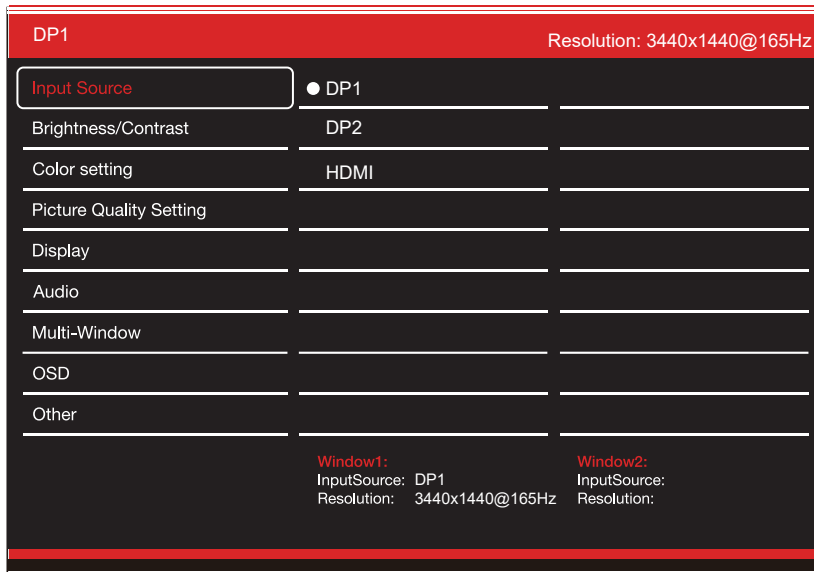 DP1
Resolution: 3440x1440@165Hz
Input Source
DP1
Brightness/Contrast
DP2
Color setting
HDMI
Picture Quality Setting
Display
Audio
Multi-Window
OSD
Other
Window1:
InputSource: DP1
Resolution: 3440x1440@165Hz
Window2:
InputSource:
Resolution: